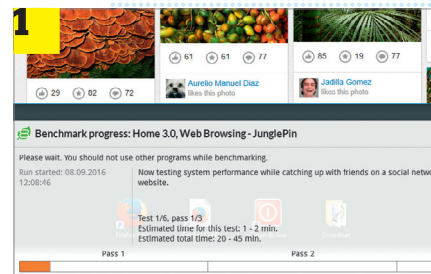 1
61 61 77
85 19 77
Aurelio Manuel Diaz
likes this photo
Jadilla Gomez
likes this photo
29 82 72
Benchmark progress: Home 3.0, Web Browsing - JunglePin
Please wait. You should not use other programs while benchmarking.
Run started: 08.09.2016
12:08:46
Now testing system performance while catching up with friends on a social netwo
website.
Test 1/6, pass 1/3
Estimated time for this test: 1 - 2 min.
Estimated total time: 20 - 45 min.
Pass 1 Pass 2